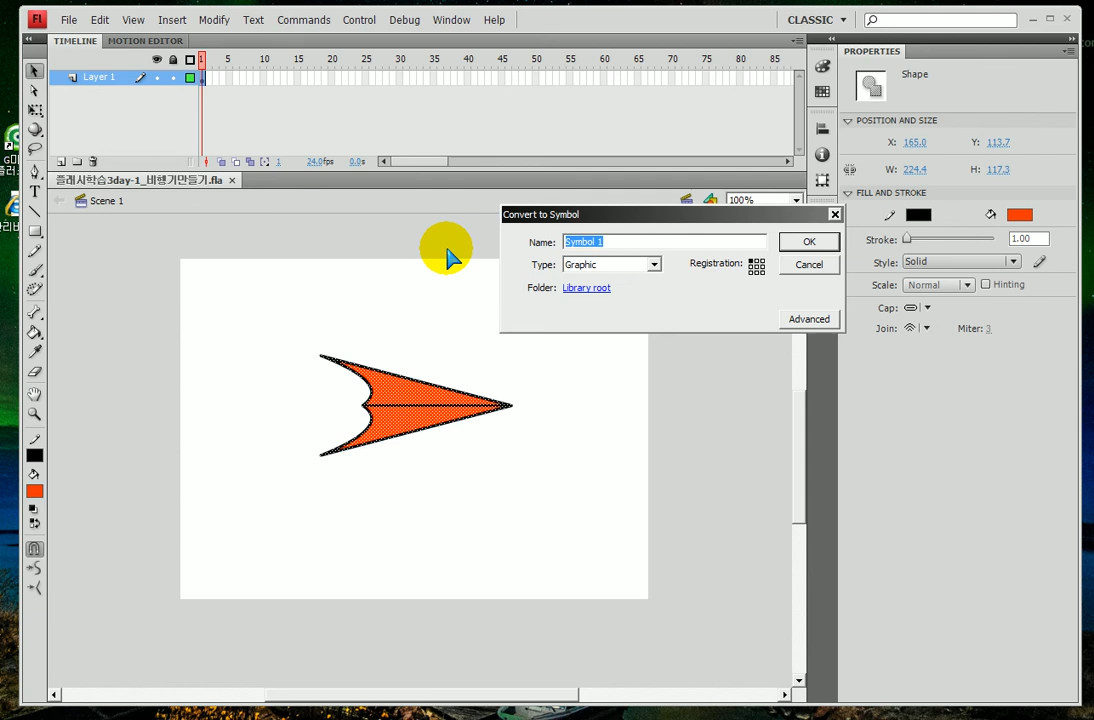 Fl File Edit View Insert Modify Text Commands Control Debug Window Help CLASSIC
TIMELINE MOTION EDITOR
PROPERTIES
1 5 10 15 20 25 30 35 40 45 50 55 60 65 70 75 80 85
Layer 1
Shape
POSITION AND SIZE
X: 165.0 Y: 113.7
1 24.0fps 0.0s
W: 224.4 H: 117.3
플래시학습3day-1_비행기만들기.fla
FILL AND STROKE
Scene 1
100%
Stroke: 1.00
Style: Solid
Scale: Normal Hinting
Cap:
Join: Miter: 3
Convert to Symbol
Name: Symbol 1 OK
Type: Graphic Registration: Cancel
Folder: Library root
Advanced